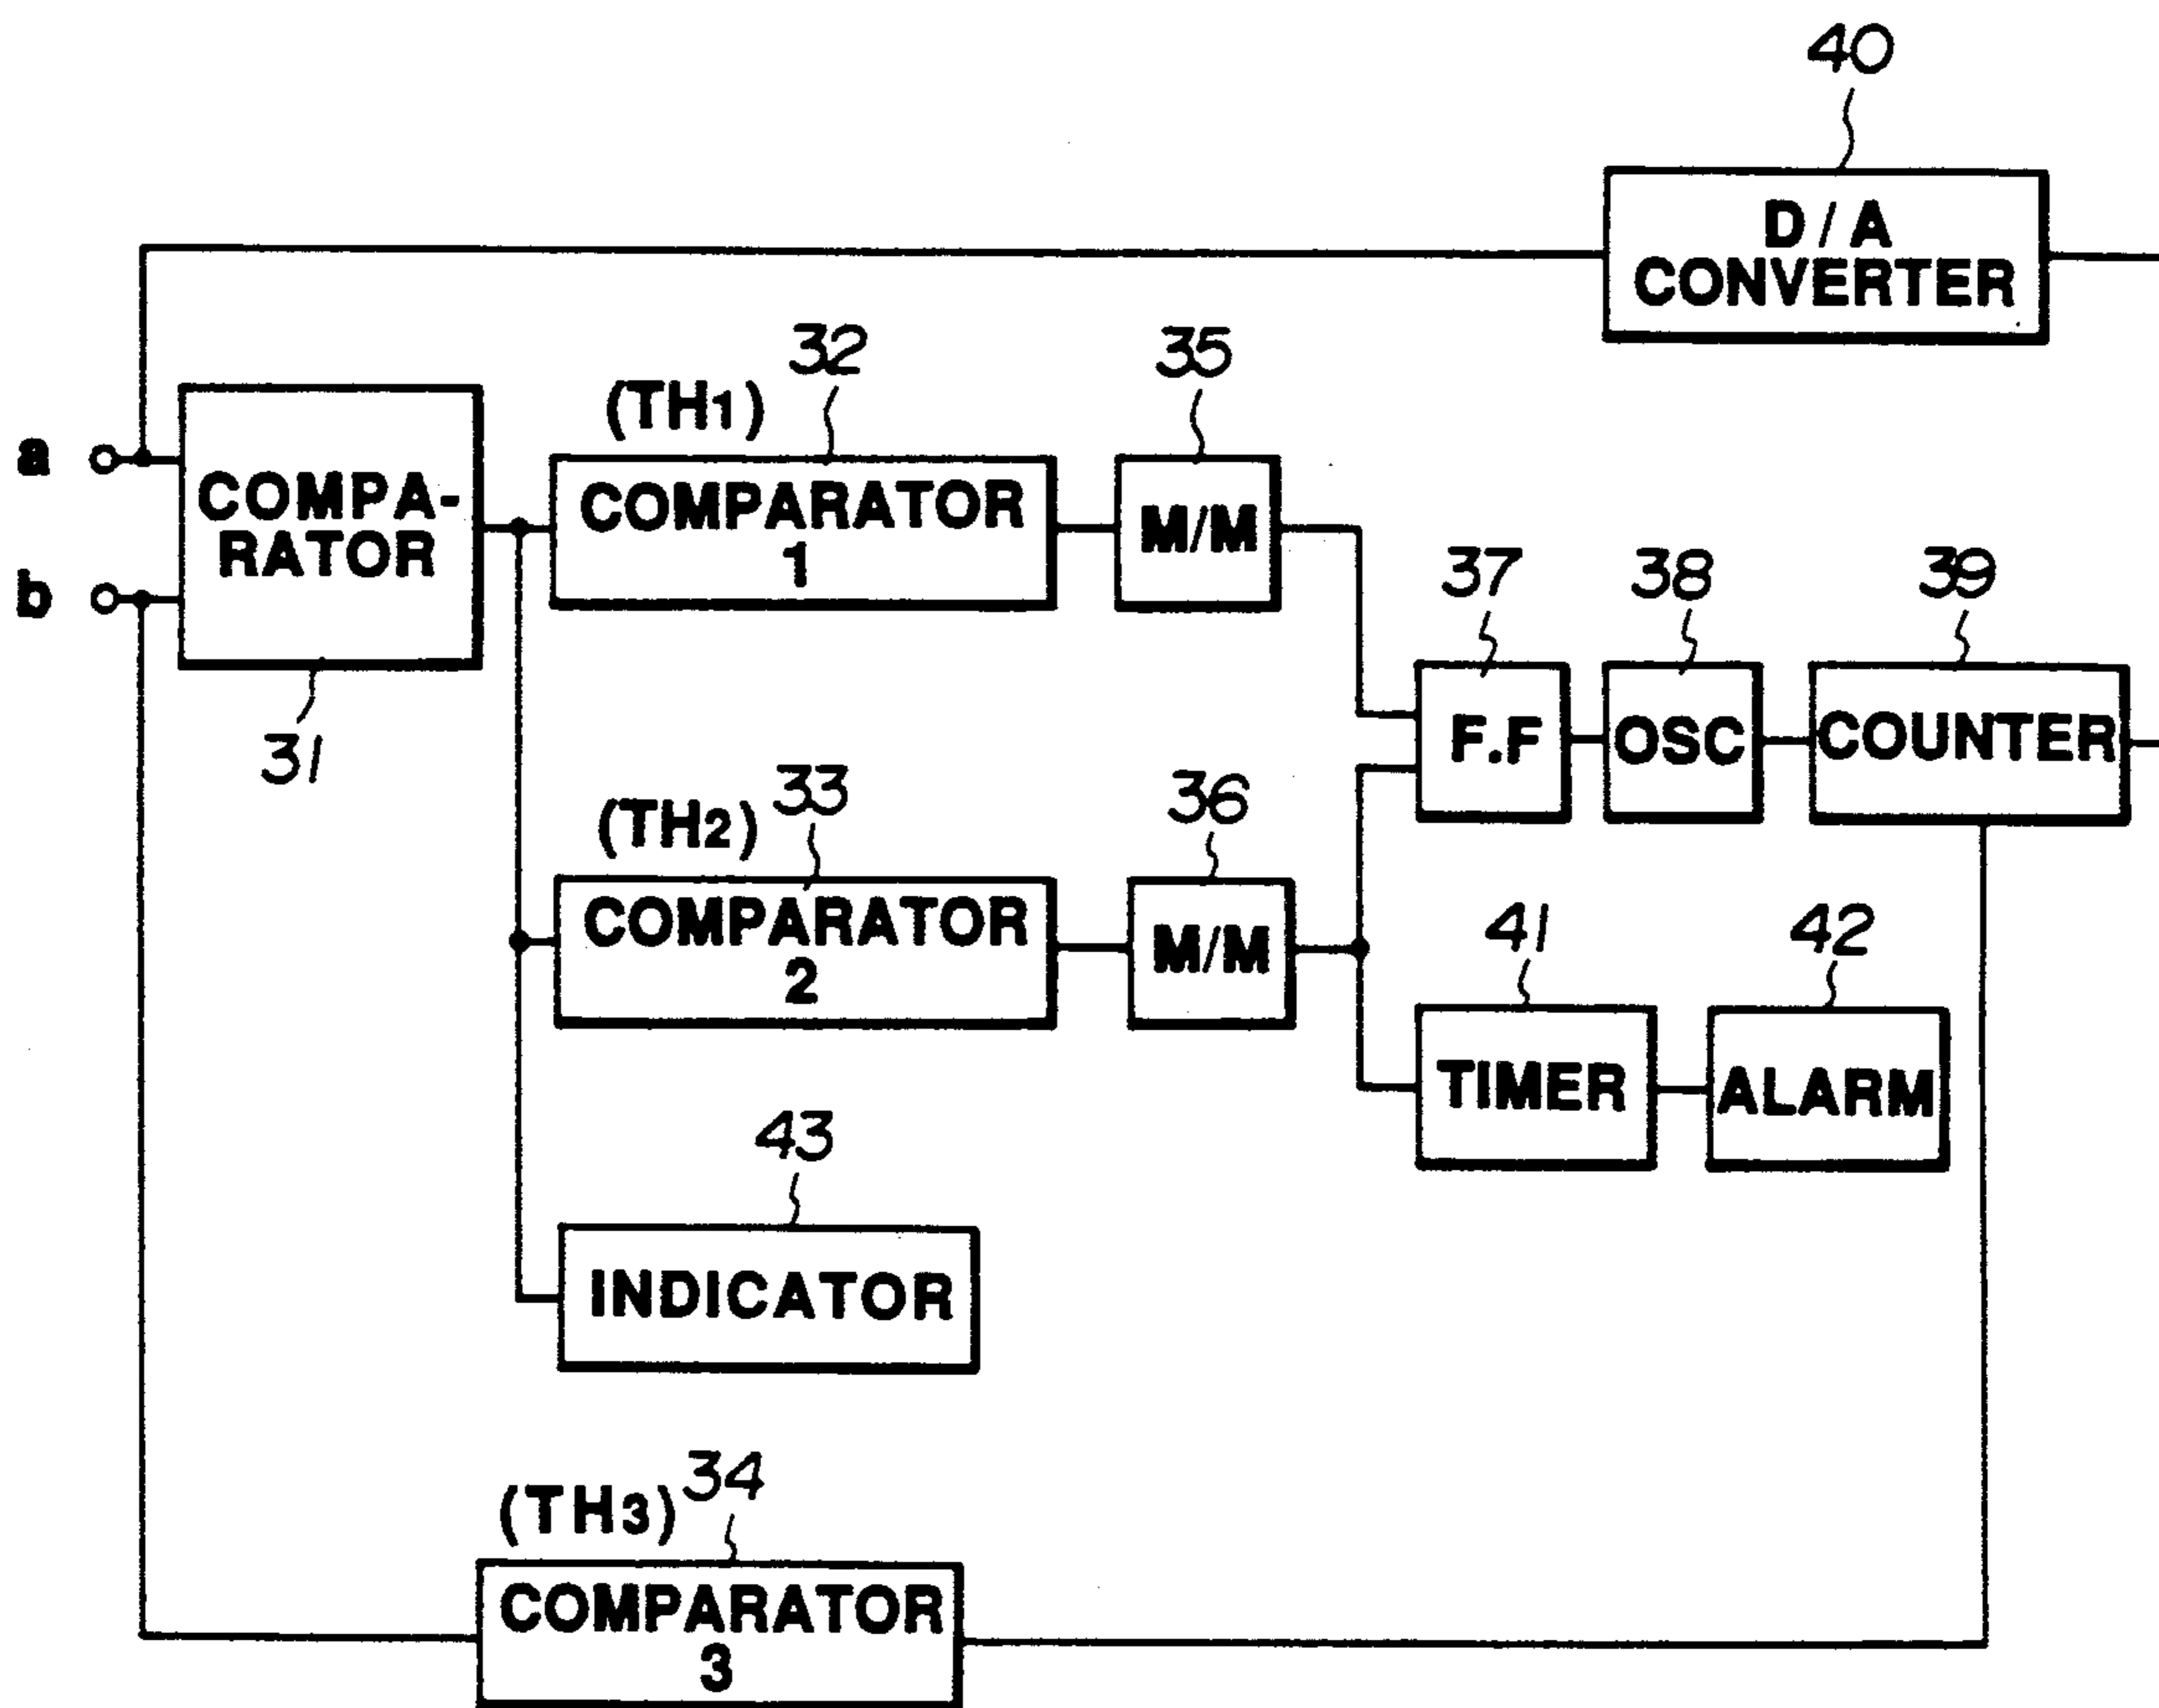 40
D/A
CONVERTER
32
35
(TH1)
a
COMPA-
RATOR
COMPARATOR
1
M/M
b
37
38
39
31
F.F
OSC
COUNTER
33
36
(TH2)
COMPARATOR
2
M/M
41
42
TIMER
ALARM
43
INDICATOR
34
(TH3)
COMPARATOR
3